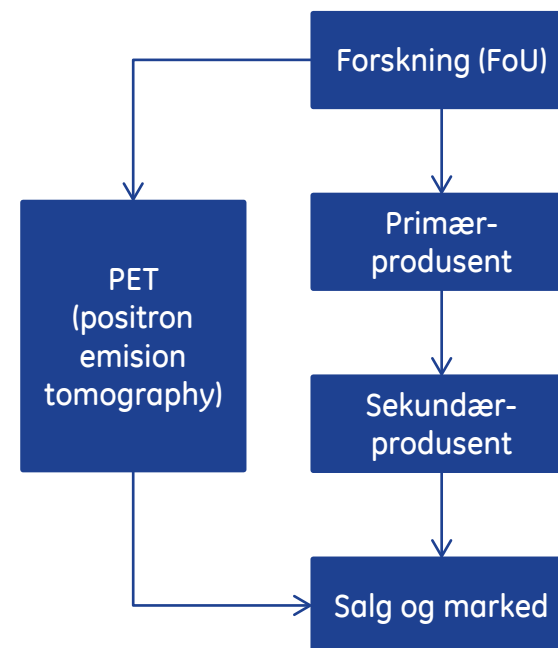 Forskning (FoU)
Primær-
produsent
PET
(positron
emision
tomography)
Sekundær-
produsent
Salg og marked